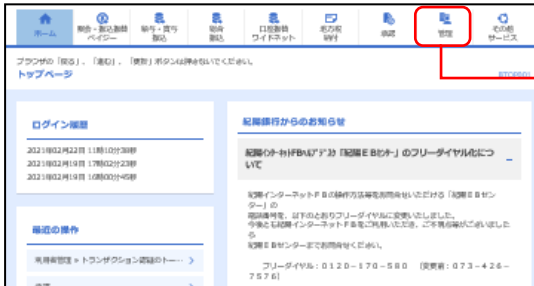 ホーム
照会・振込振替
ペイジー
給与・賞与
振込
総合
振込
口座振替
ワイドネット
地方税
納付
承認
管理
その他
サービス
ブラウザの「戻る」、「進む」、「更新」ボタンは押さないでください。
トップページ
BTOP001
ログイン履歴
2021年02月22日 11時10分38秒
2021年02月19日 17時02分23秒
2021年02月19日 10時00分45秒
最近の操作
利用者管理 » トランザクション認証のトー…
紀陽銀行からのお知らせ
紀陽インターネットFBヘルプデスク「紀陽ＥＢセンター」のフリーダイヤル化につ
いて
紀陽インターネットＦＢの操作方法等をお問合せいただける「紀陽ＥＢセン
ター」の
電話番号を、以下のとおりフリーダイヤルに変更いたしました。
今後とも紀陽インターネットＦＢをご利用いただき、ご不明点等がございました
ら
紀陽ＥＢセンターまでお問合せください。
フリーダイヤル：０１２０－１７０－５８０ （変更前：０７３－４２６－
７５７６）